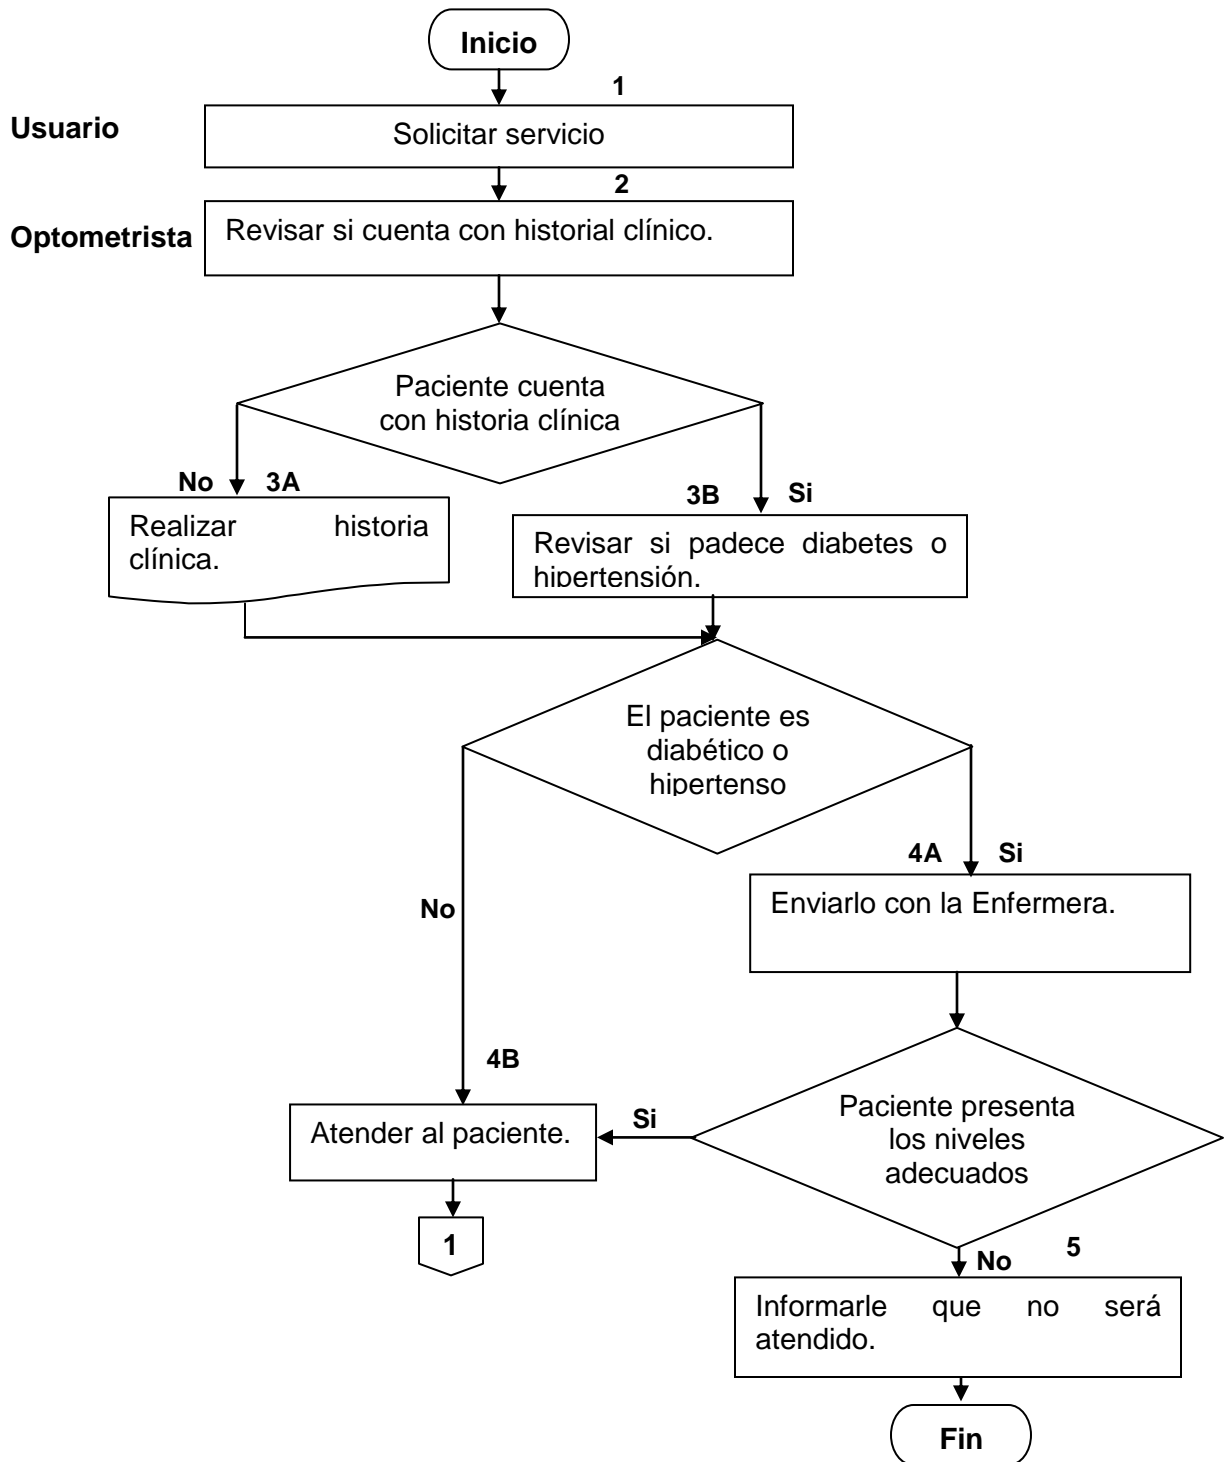 Inicio
1
Usuario
Solicitar servicio
2
Optometrista
Revisar si cuenta con historial clínico.
Paciente cuenta
con historia clínica
No
3A
3B
Si
Realizar historia
clínica.
Revisar si padece diabetes o
hipertensión.
El paciente es
diabético o
hipertenso
4A
Si
Enviarlo con la Enfermera.
No
4B
Atender al paciente.
Si
Paciente presenta
los niveles
adecuados
1
No
5
Informarle que no será
atendido.
Fin